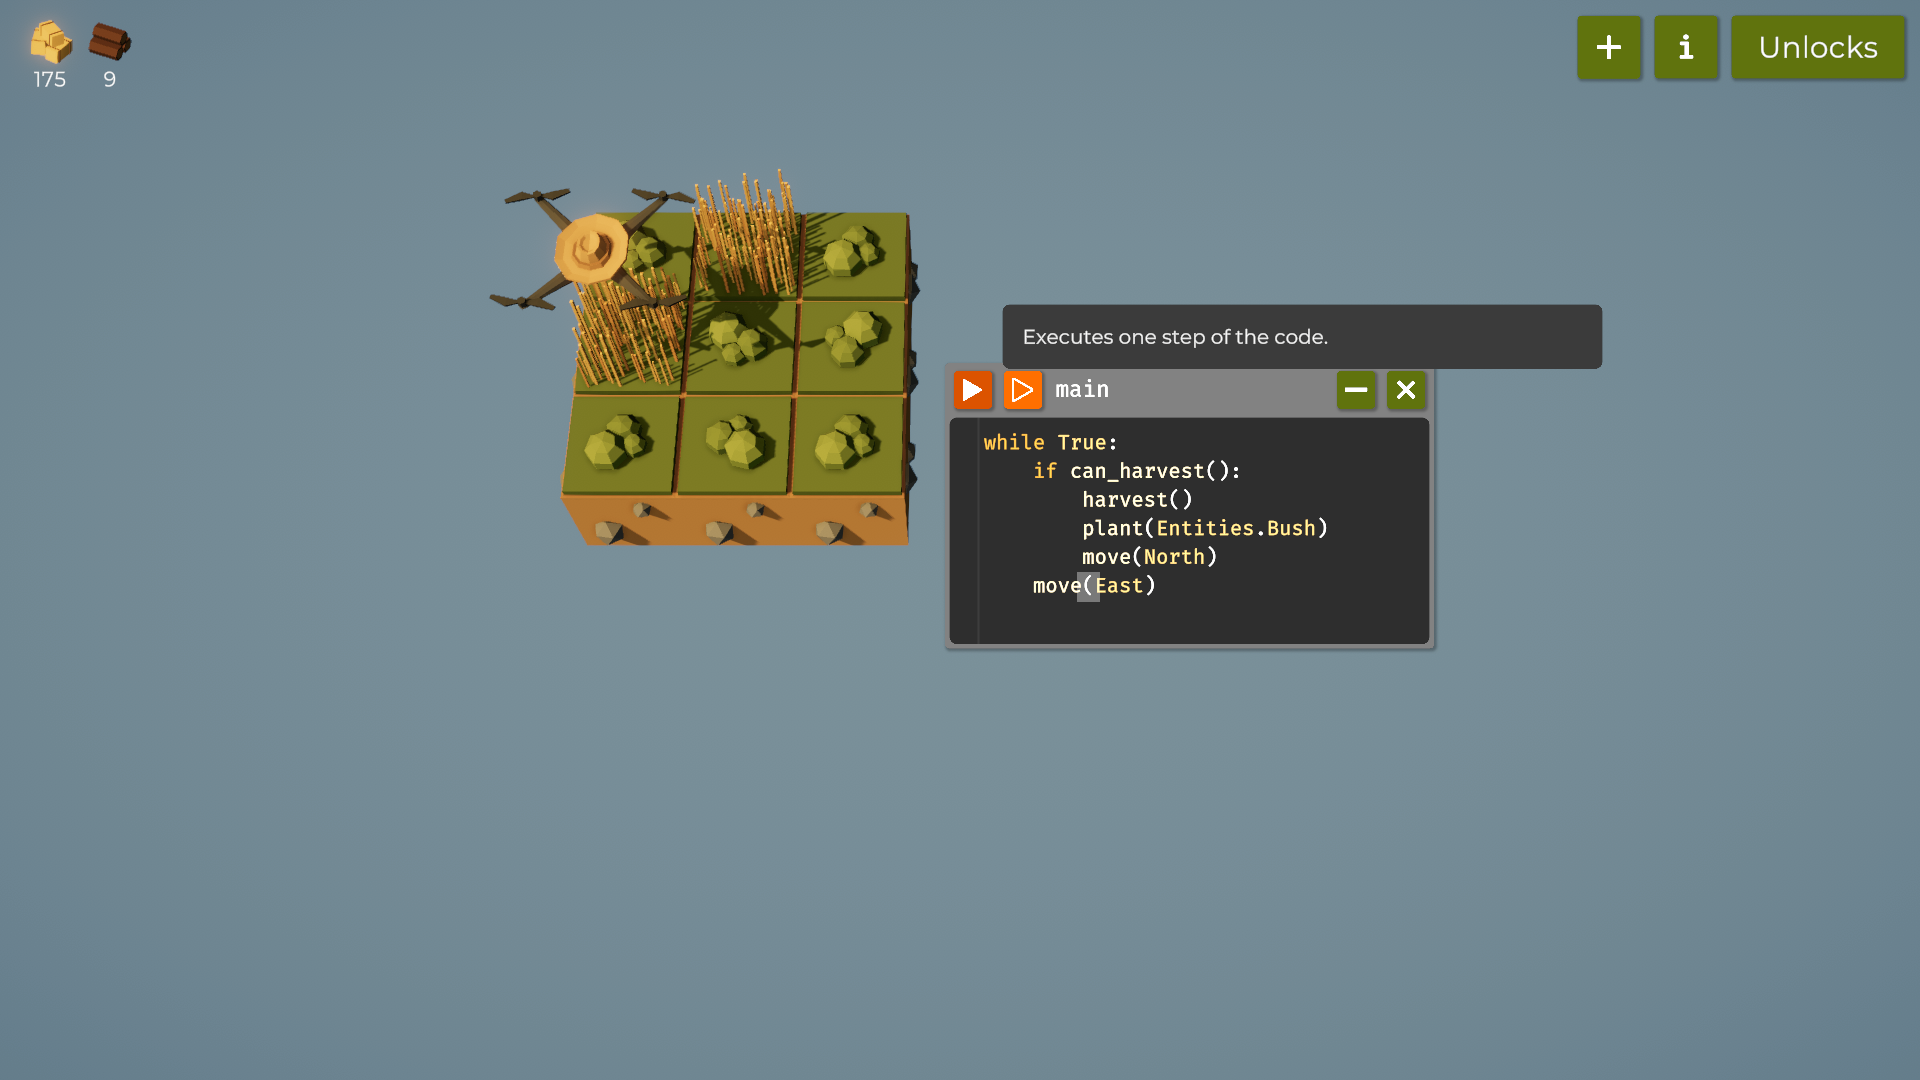 175 9
+ i Unlocks
Executes one step of the code.
main
while True:
    if can_harvest():
        harvest()
        plant(Entities.Bush)
        move(North)
    move(East)